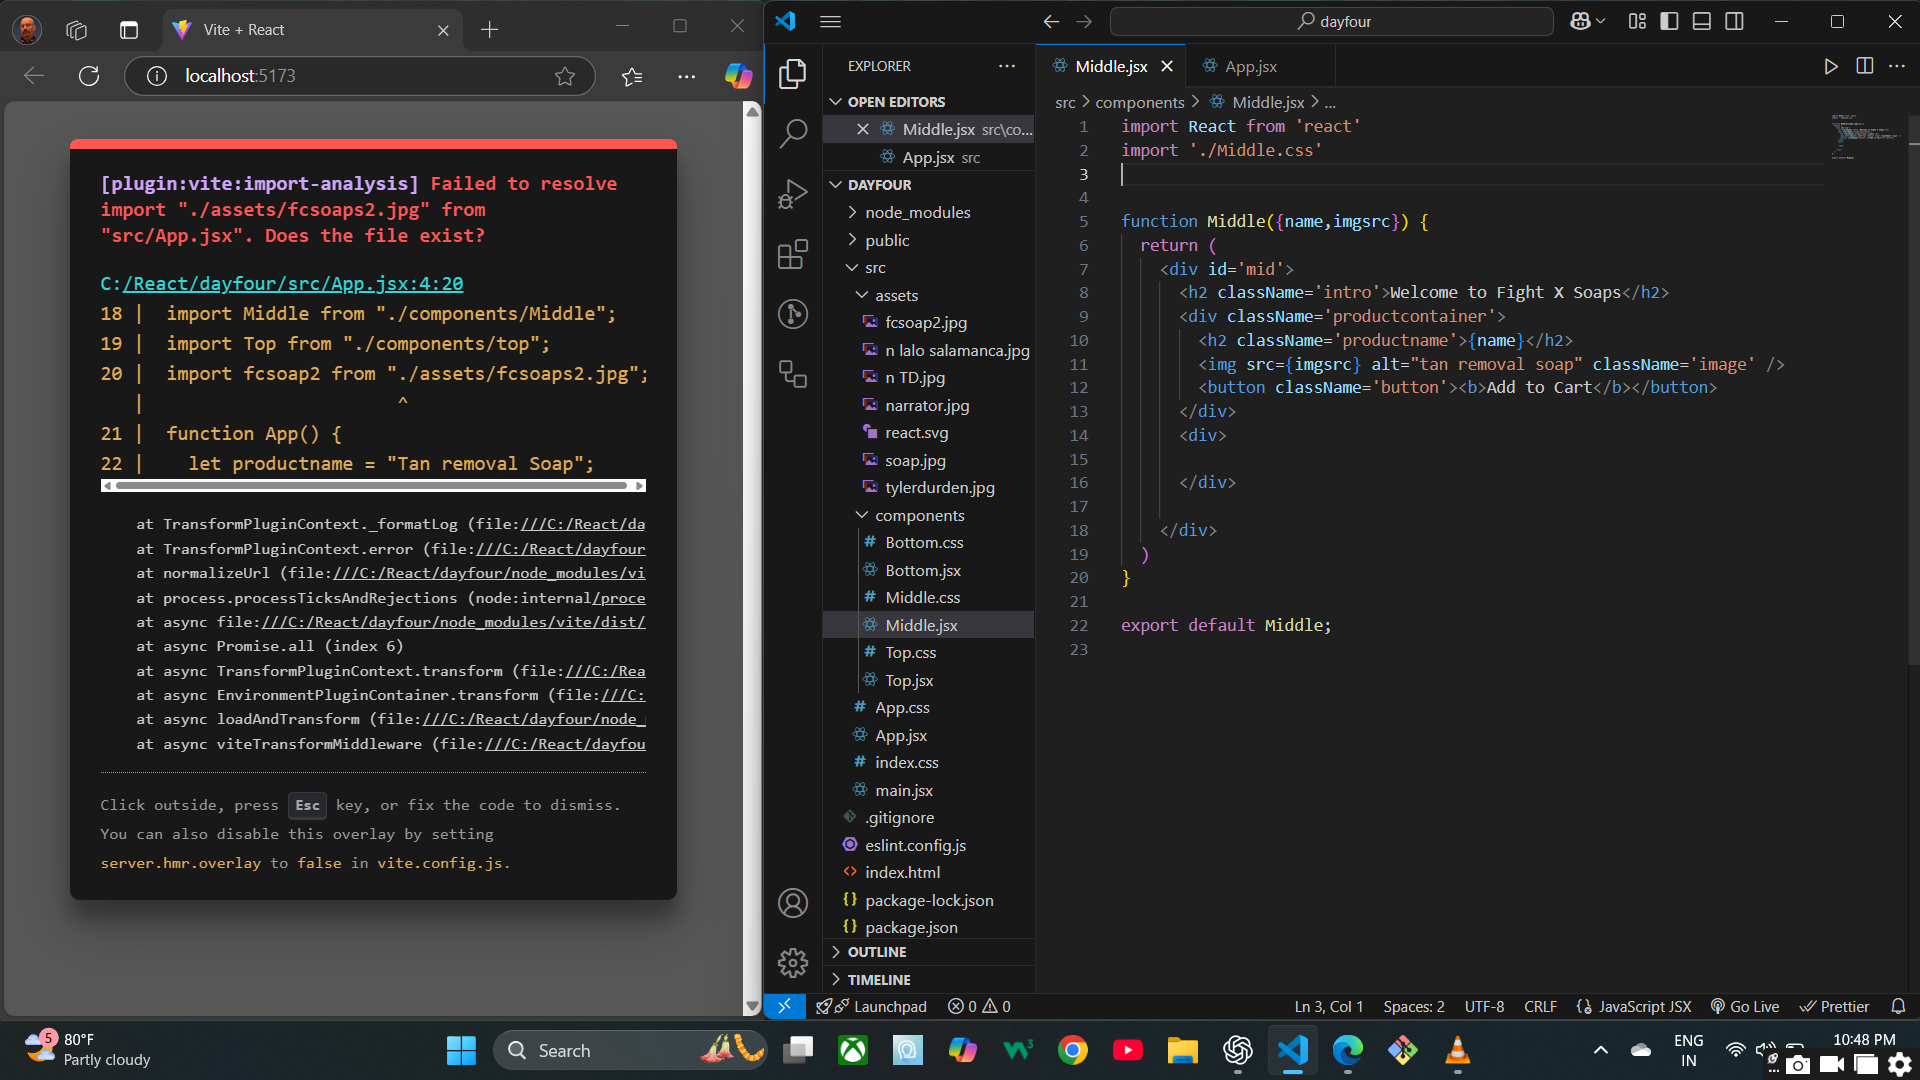 Vite + React
localhost:5173
[plugin:vite:import-analysis] Failed to resolve
import "./assets/fcsoaps2.jpg" from
"src/App.jsx". Does the file exist?
C:/React/dayfour/src/App.jsx:4:20
18 |  import Middle from "./components/Middle";
19 |  import Top from "./components/top";
20 |  import fcsoap2 from "./assets/fcsoaps2.jpg";
|                       ^
21 |  function App() {
22 |    let productname = "Tan removal Soap";
at TransformPluginContext._formatLog (file:///C:/React/da
at TransformPluginContext.error (file:///C:/React/dayfour
at normalizeUrl (file:///C:/React/dayfour/node_modules/vi
at process.processTicksAndRejections (node:internal/proce
at async file:///C:/React/dayfour/node_modules/vite/dist/
at async Promise.all (index 6)
at async TransformPluginContext.transform (file:///C:/Rea
at async EnvironmentPluginContainer.transform (file:///C:
at async loadAndTransform (file:///C:/React/dayfour/node_
at async viteTransformMiddleware (file:///C:/React/dayfou
Click outside, press Esc key, or fix the code to dismiss.
You can also disable this overlay by setting
server.hmr.overlay to false in vite.config.js.
dayfour
EXPLORER
OPEN EDITORS
Middle.jsx src\co...
App.jsx src
DAYFOUR
node_modules
public
src
assets
fcsoap2.jpg
n lalo salamanca.jpg
n TD.jpg
narrator.jpg
react.svg
soap.jpg
tylerdurden.jpg
components
Bottom.css
Bottom.jsx
Middle.css
Middle.jsx
Top.css
Top.jsx
App.css
App.jsx
index.css
main.jsx
.gitignore
eslint.config.js
index.html
package-lock.json
package.json
OUTLINE
TIMELINE
Middle.jsx
App.jsx
src > components > Middle.jsx > ...
1 import React from 'react'
2 import './Middle.css'
3
4
5 function Middle({name,imgsrc}) {
6   return (
7     <div id='mid'>
8       <h2 className='intro'>Welcome to Fight X Soaps</h2>
9       <div className='productcontainer'>
10         <h2 className='productname'>{name}</h2>
11         <img src={imgsrc} alt="tan removal soap" className='image' />
12         <button className='button'><b>Add to Cart</b></button>
13       </div>
14       <div>
15
16       </div>
17
18     </div>
19   )
20 }
21
22 export default Middle;
23
Launchpad
0 0
Ln 3, Col 1
Spaces: 2
UTF-8
CRLF
{} JavaScript JSX
Go Live
Prettier
5
80°F
Partly cloudy
Search
W3
ENG
IN
10:48 PM